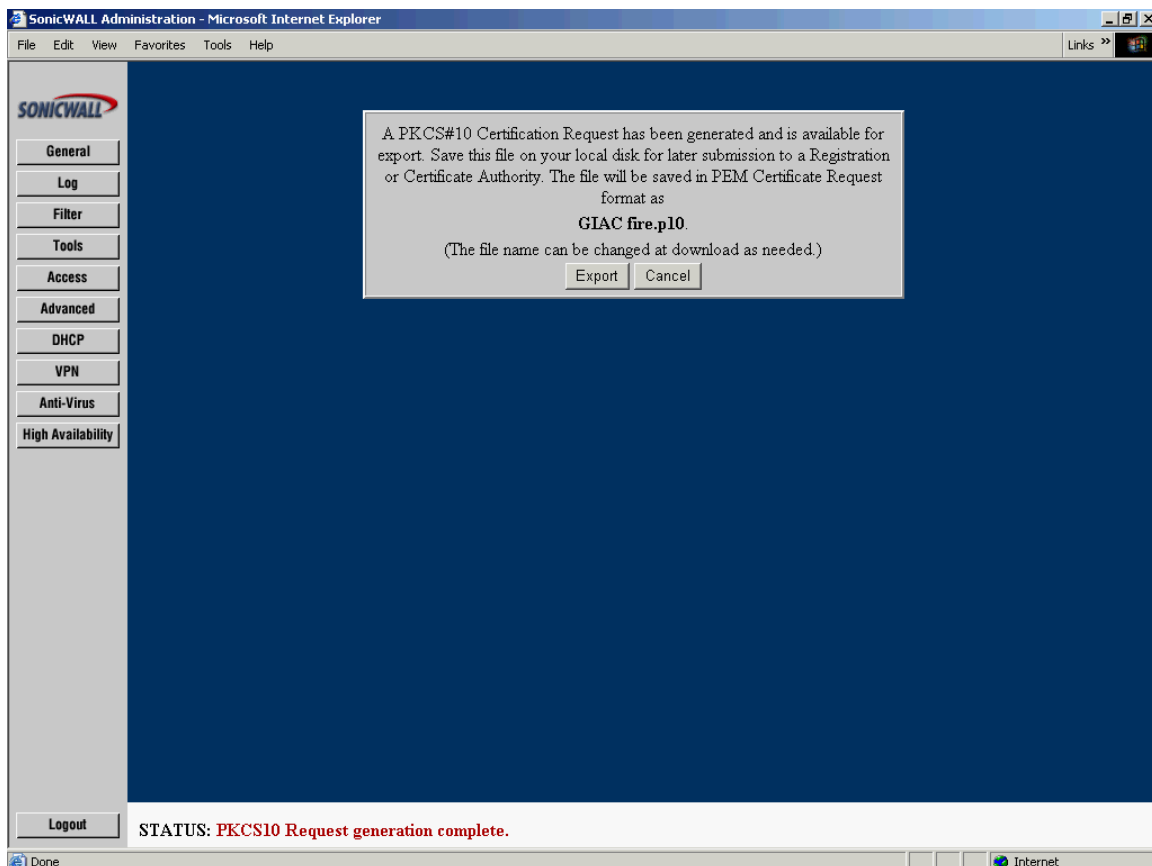 SonicWALL Administration - Microsoft Internet Explorer
File Edit View Favorites Tools Help
Links »
SONICWALL
General
Log
Filter
Tools
Access
Advanced
DHCP
VPN
Anti-Virus
High Availability
Logout
A PKCS#10 Certification Request has been generated and is available for
export. Save this file on your local disk for later submission to a Registration
or Certificate Authority. The file will be saved in PEM Certificate Request
format as
GIAC fire.p10.
(The file name can be changed at download as needed.)
Export Cancel
STATUS: PKCS10 Request generation complete.
Done
Internet